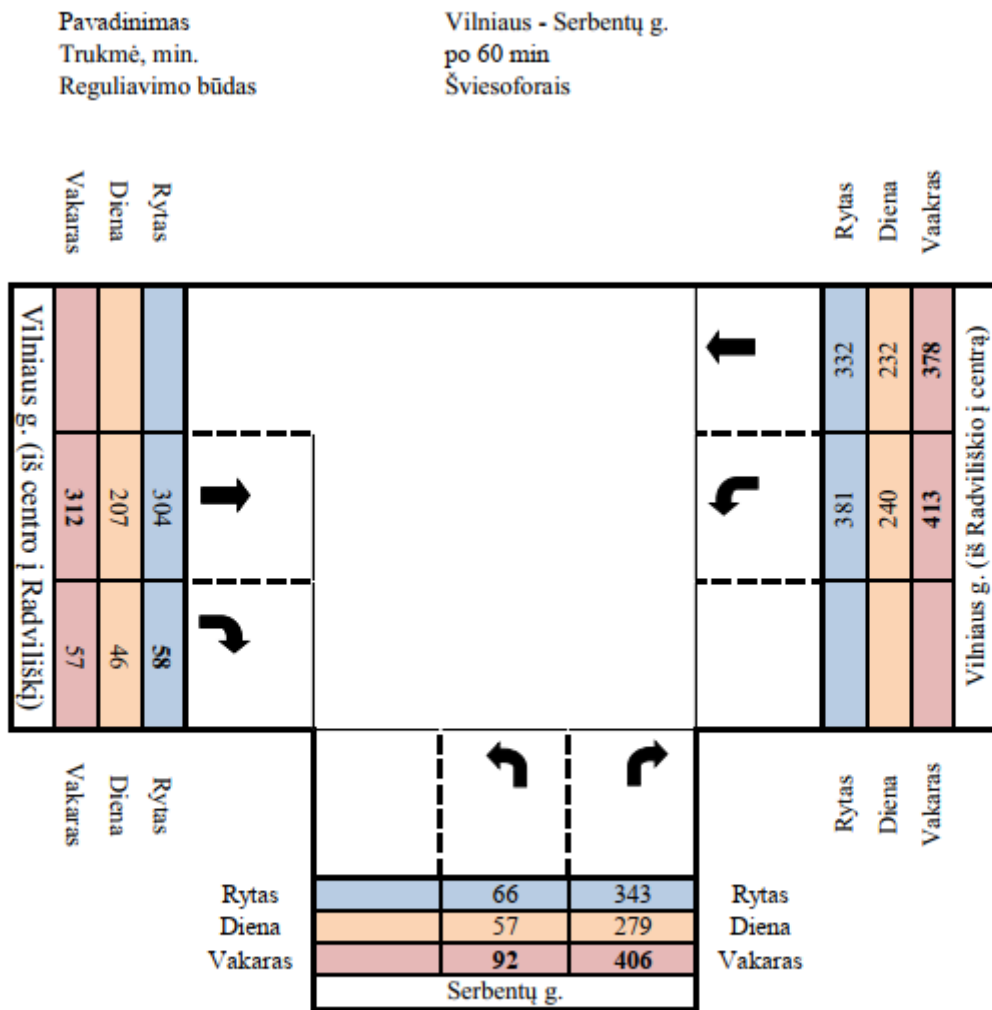 Pavadinimas Vilniaus - Serbentų g.
Trukmė, min. po 60 min
Reguliavimo būdas Šviesoforais
Vakaras Diena Rytas Rytas Diena Vaakras
Vilniaus g. (iš centro į Radviliškį)
312 207 304
57 46 58
332 232 378
381 240 413
Vilniaus g. (iš Radviliškio į centrą)
Vakaras Diena Rytas Rytas Diena Vakaras
Rytas 66 343 Rytas
Diena 57 279 Diena
Vakaras 92 406 Vakaras
Serbentų g.